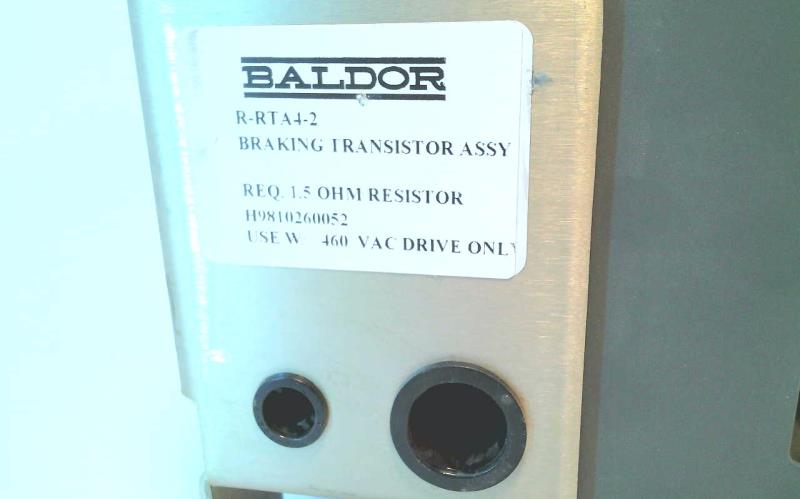 BALDOR
R-RTA4-2
BRAKING TRANSISTOR ASSY
REQ. 1.5 OHM RESISTOR
H9810260052
USE W 460 VAC DRIVE ONLY